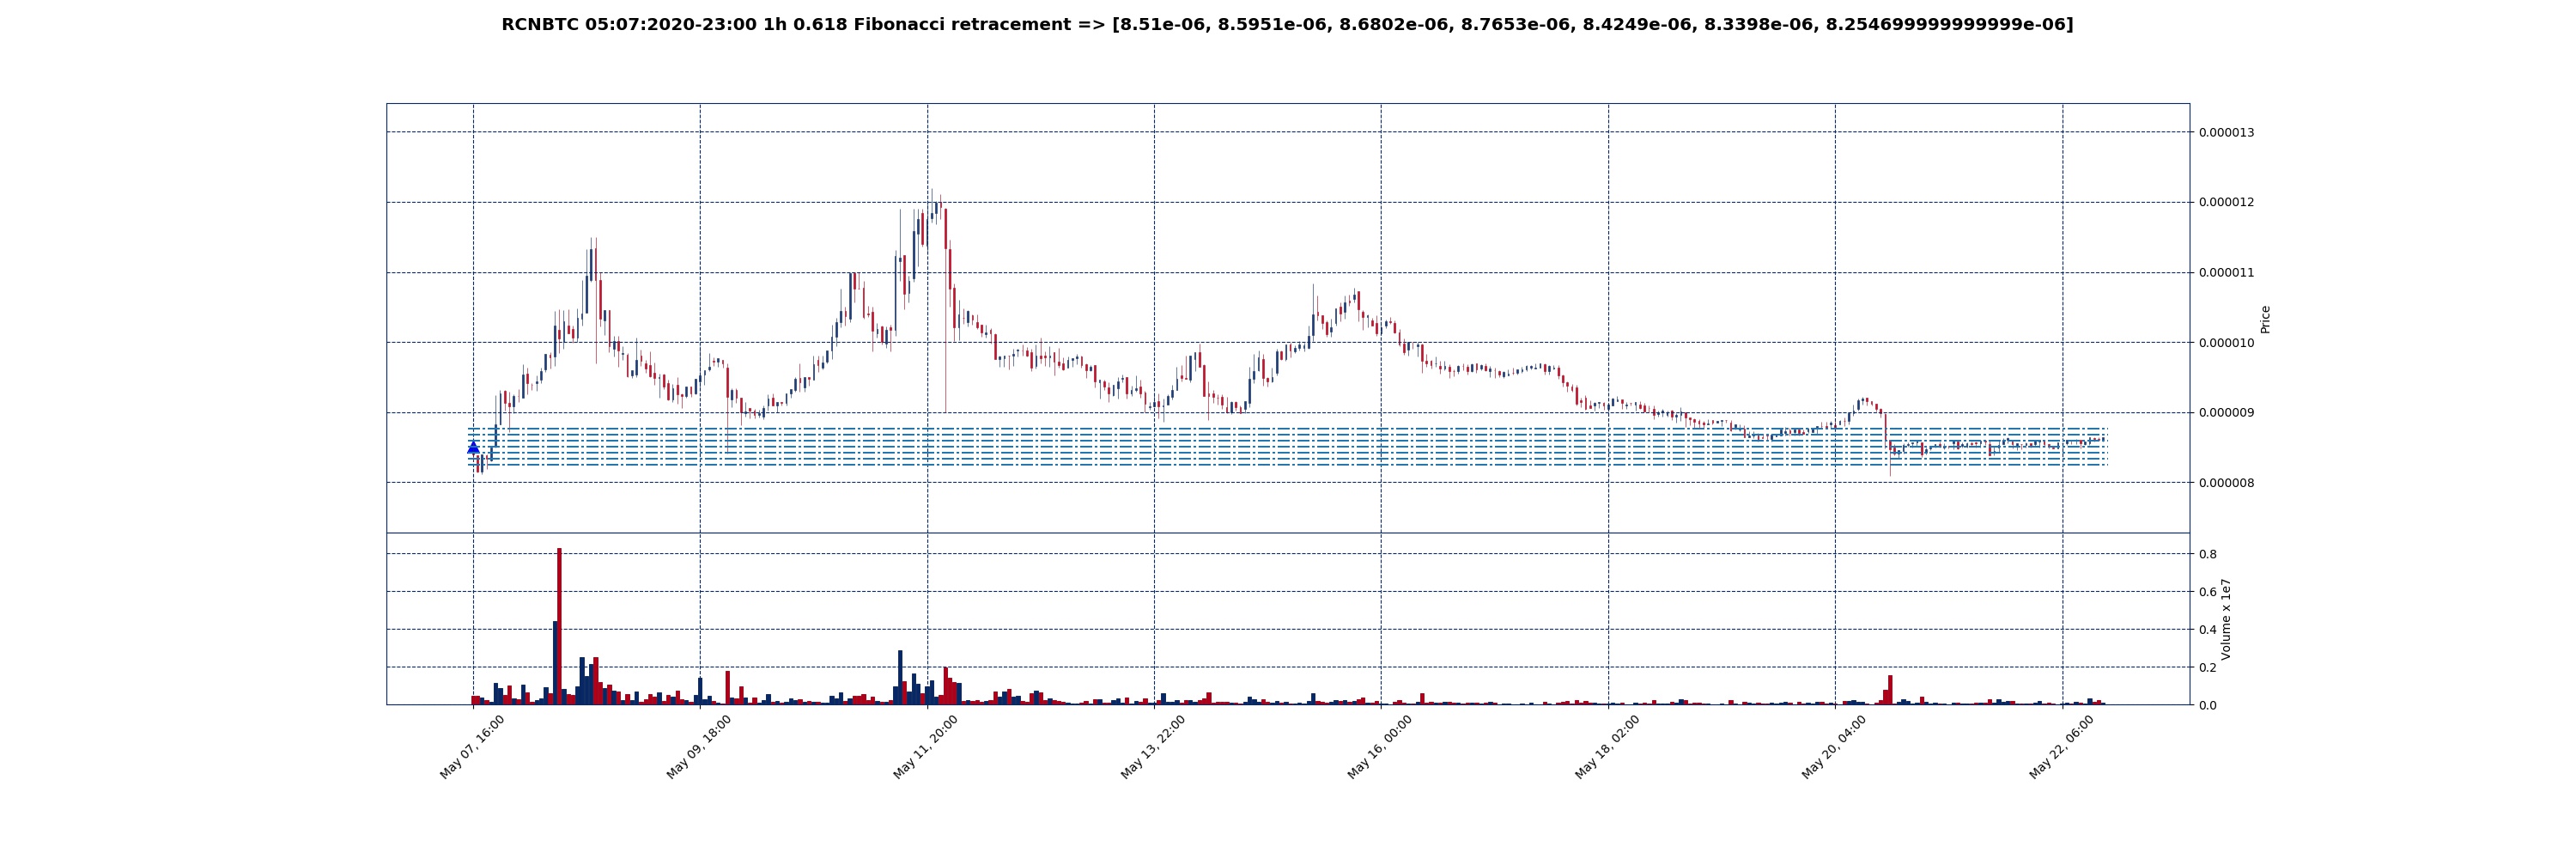 RCNBTC 05:07:2020-23:00 1h 0.618 Fibonacci retracement => [8.51e-06, 8.5951e-06, 8.6802e-06, 8.7653e-06, 8.4249e-06, 8.3398e-06, 8.254699999999999e-06]
0.000013
0.000012
0.000011
0.000010
0.000009
0.000008
Price
0.8
0.6
0.4
0.2
0.0
Volume x 1e7
May 07, 16:00
May 09, 18:00
May 11, 20:00
May 13, 22:00
May 16, 00:00
May 18, 02:00
May 20, 04:00
May 22, 06:00